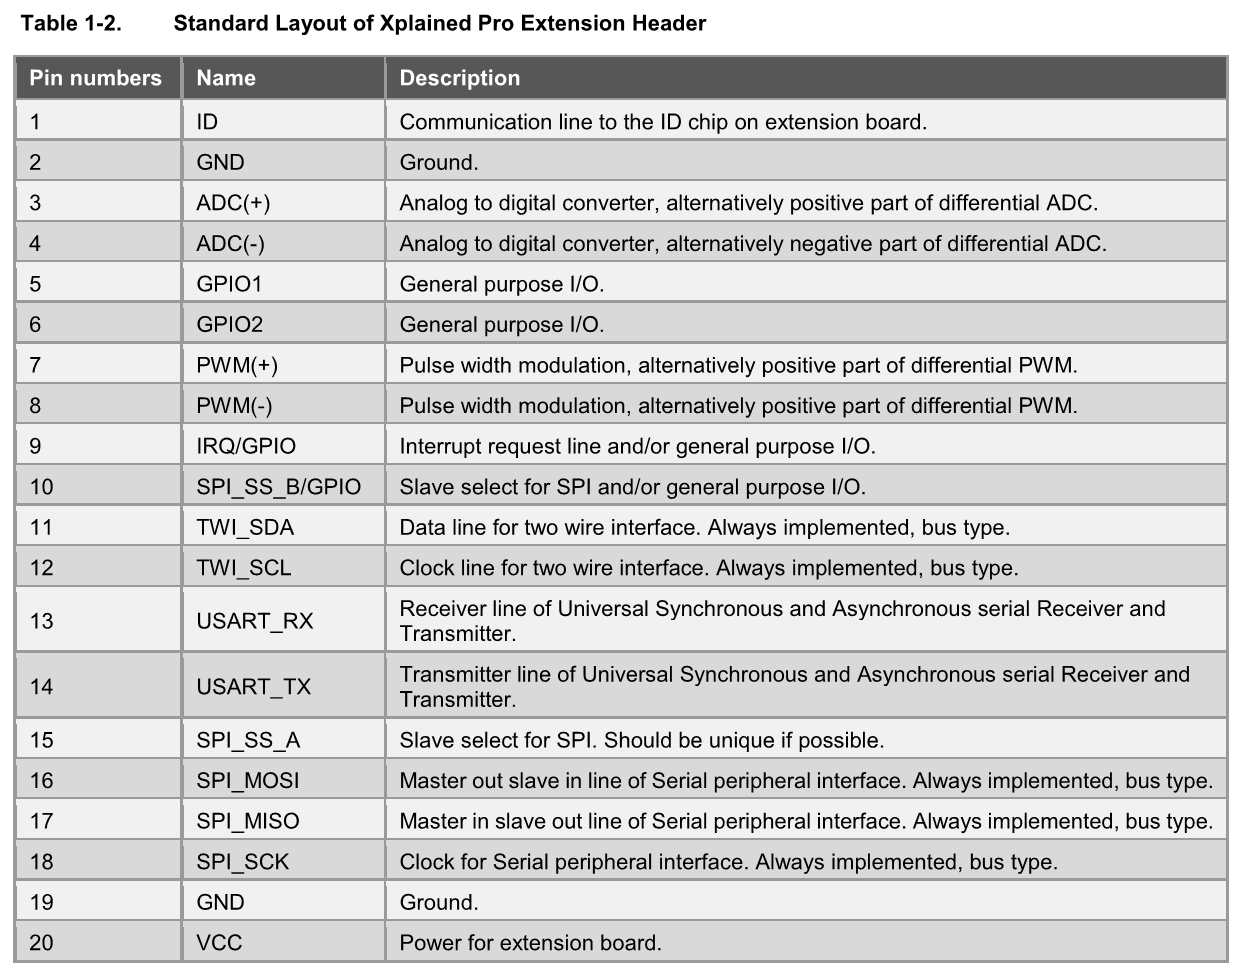 Table 1-2. Standard Layout of Xplained Pro Extension Header
Pin numbers Name Description
1 ID Communication line to the ID chip on extension board.
2 GND Ground.
3 ADC(+) Analog to digital converter, alternatively positive part of differential ADC.
4 ADC(-) Analog to digital converter, alternatively negative part of differential ADC.
5 GPIO1 General purpose I/O.
6 GPIO2 General purpose I/O.
7 PWM(+) Pulse width modulation, alternatively positive part of differential PWM.
8 PWM(-) Pulse width modulation, alternatively positive part of differential PWM.
9 IRQ/GPIO Interrupt request line and/or general purpose I/O.
10 SPI_SS_B/GPIO Slave select for SPI and/or general purpose I/O.
11 TWI_SDA Data line for two wire interface. Always implemented, bus type.
12 TWI_SCL Clock line for two wire interface. Always implemented, bus type.
13 USART_RX Receiver line of Universal Synchronous and Asynchronous serial Receiver and
Transmitter.
14 USART_TX Transmitter line of Universal Synchronous and Asynchronous serial Receiver and
Transmitter.
15 SPI_SS_A Slave select for SPI. Should be unique if possible.
16 SPI_MOSI Master out slave in line of Serial peripheral interface. Always implemented, bus type.
17 SPI_MISO Master in slave out line of Serial peripheral interface. Always implemented, bus type.
18 SPI_SCK Clock for Serial peripheral interface. Always implemented, bus type.
19 GND Ground.
20 VCC Power for extension board.